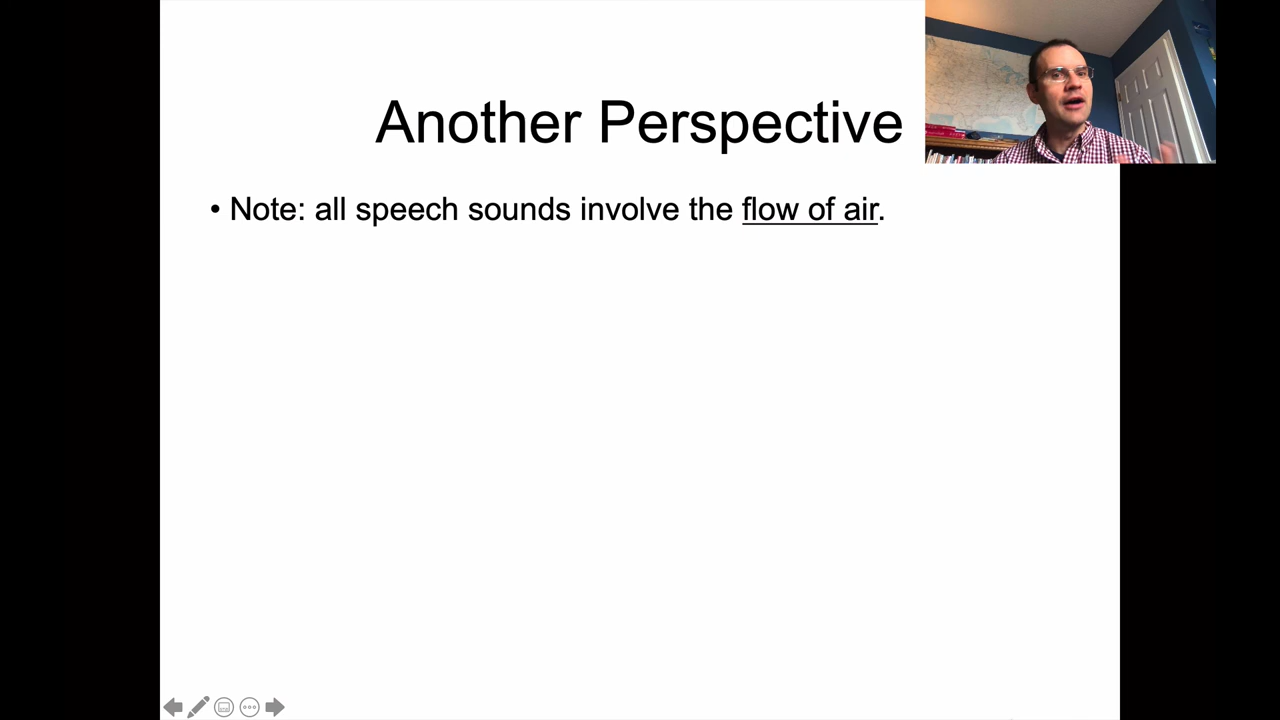 Another Perspective
• Note: all speech sounds involve the flow of air.